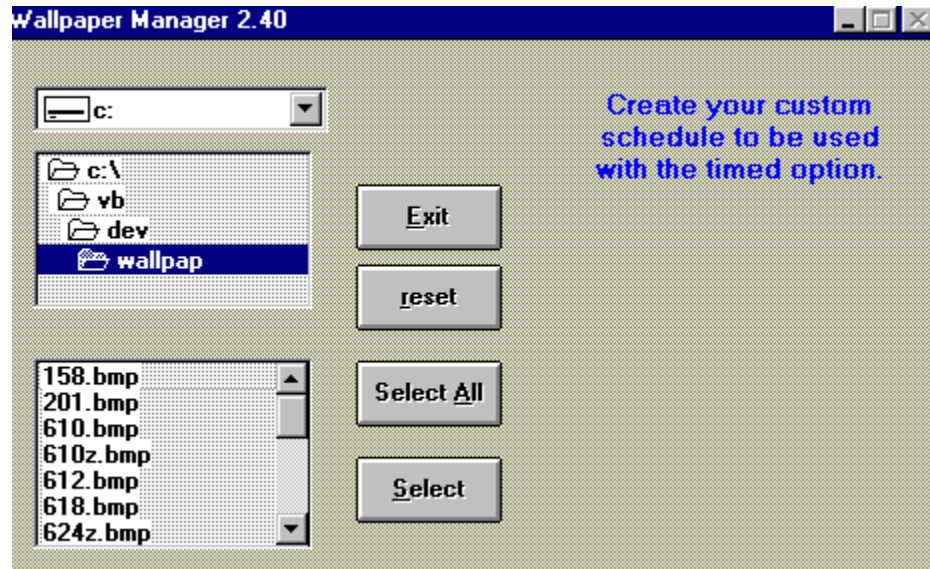 Wallpaper Manager 2.40
c:
Create your custom
schedule to be used
with the timed option.
c:\
vb
dev
wallpap
Exit
reset
158.bmp
201.bmp
610.bmp
610z.bmp
612.bmp
618.bmp
624z.bmp
Select All
Select